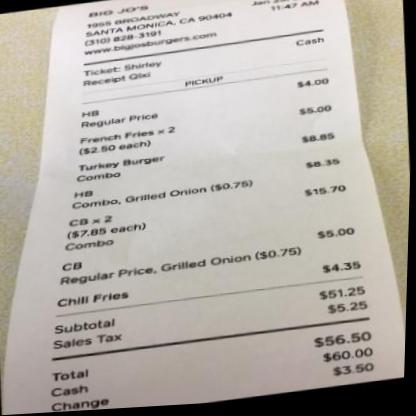 BIG JO'S
1955 BROADWAY
SANTA MONICA, CA 90404
(310) 828-3191
www.bigjosburgers.com
Jan
11:47 AM
Cash
Ticket: Shirley
Receipt Qlxi
PICKUP
HB $4.00
Regular Price
French Fries × 2 $5.00
($2.50 each)
Turkey Burger $8.85
Combo
HB $8.35
Combo, Grilled Onion ($0.75)
CB × 2 $15.70
($7.85 each)
Combo
CB $5.00
Regular Price, Grilled Onion ($0.75)
Chili Fries $4.35
Subtotal $51.25
Sales Tax $5.25
Total $56.50
Cash $60.00
Change $3.50